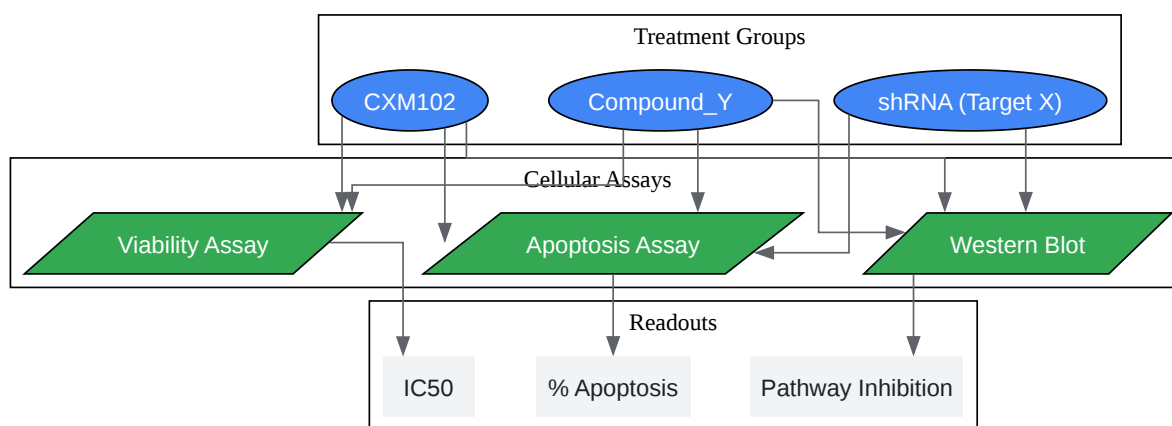 Treatment Groups
CXM102
Compound_Y
shRNA (Target X)
Cellular Assays
Viability Assay
Apoptosis Assay
Western Blot
Readouts
IC50
% Apoptosis
Pathway Inhibition